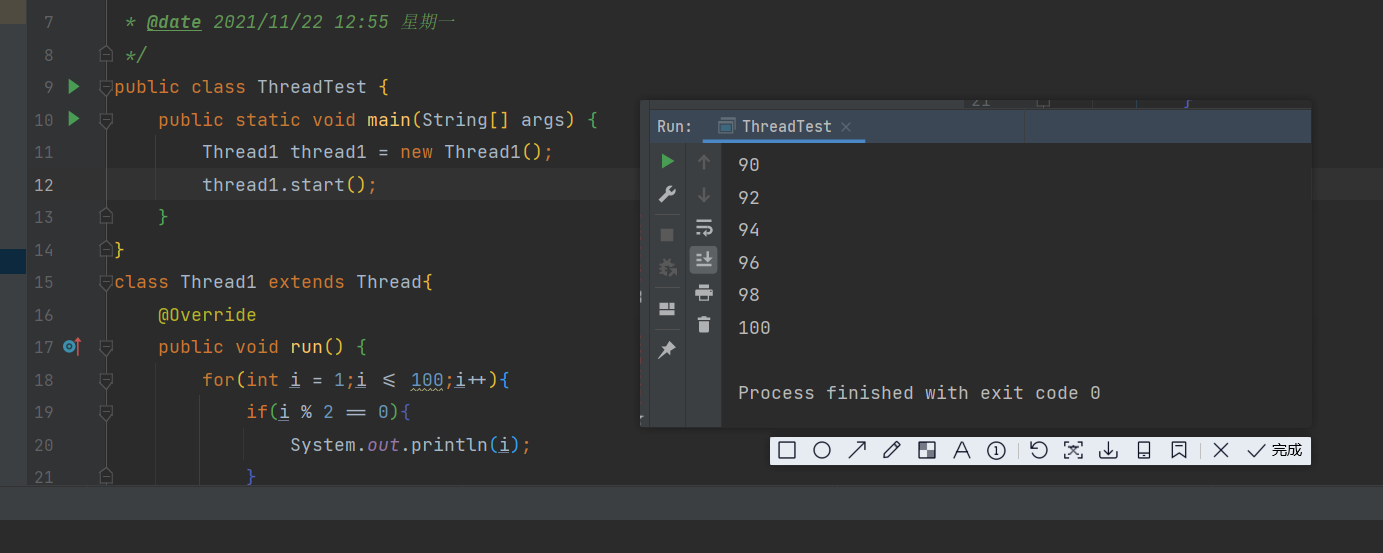 7 * @date 2021/11/22 12:55 星期一
8 */
9 public class ThreadTest {
10 public static void main(String[] args) {
11 Thread1 thread1 = new Thread1();
12 thread1.start();
13 }
14 }
15 class Thread1 extends Thread{
16 @Override
17 public void run() {
18 for(int i = 1;i <= 100;i++){
19 if(i % 2 == 0){
20 System.out.println(i);
21 }
21 }
Run: ThreadTest
90
92
94
96
98
100
Process finished with exit code 0
完成